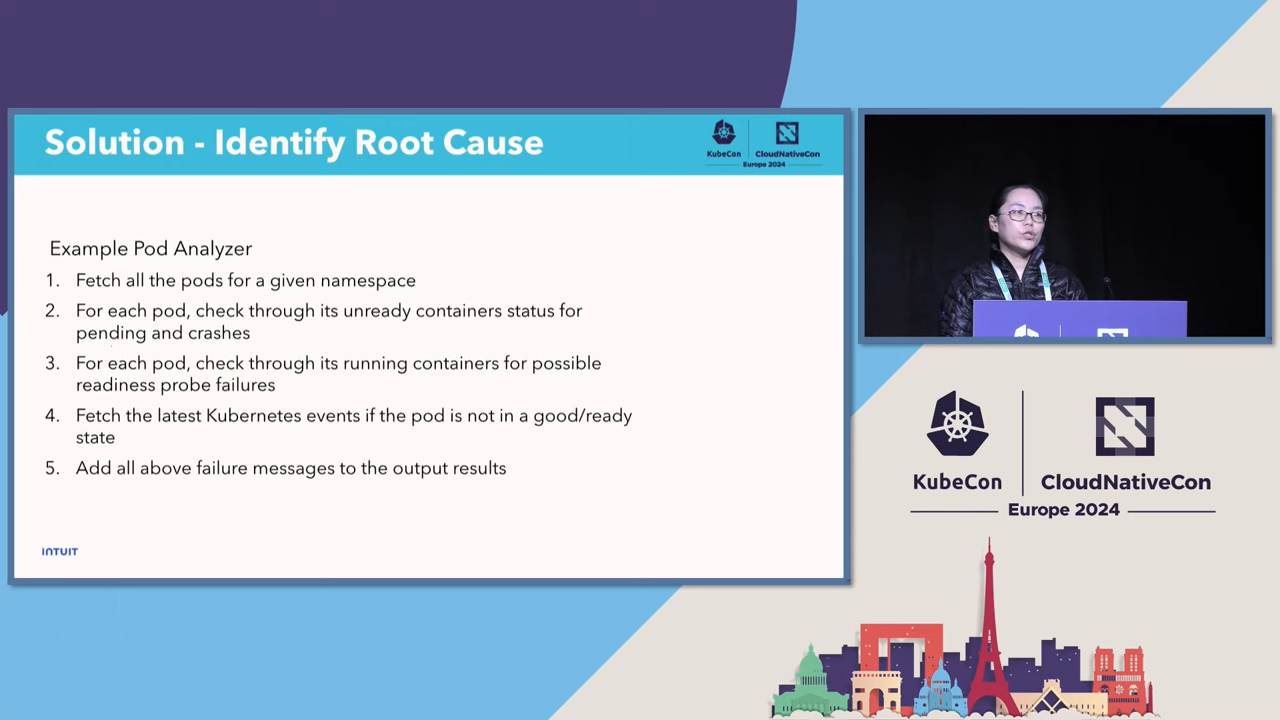 Solution - Identify Root Cause
KubeCon
CloudNativeCon
Europe 2024
Example Pod Analyzer
1. Fetch all the pods for a given namespace
2. For each pod, check through its unready containers status for
pending and crashes
3. For each pod, check through its running containers for possible
readiness probe failures
4. Fetch the latest Kubernetes events if the pod is not in a good/ready
state
5. Add all above failure messages to the output results
INTUIT
KubeCon
CloudNativeCon
Europe 2024